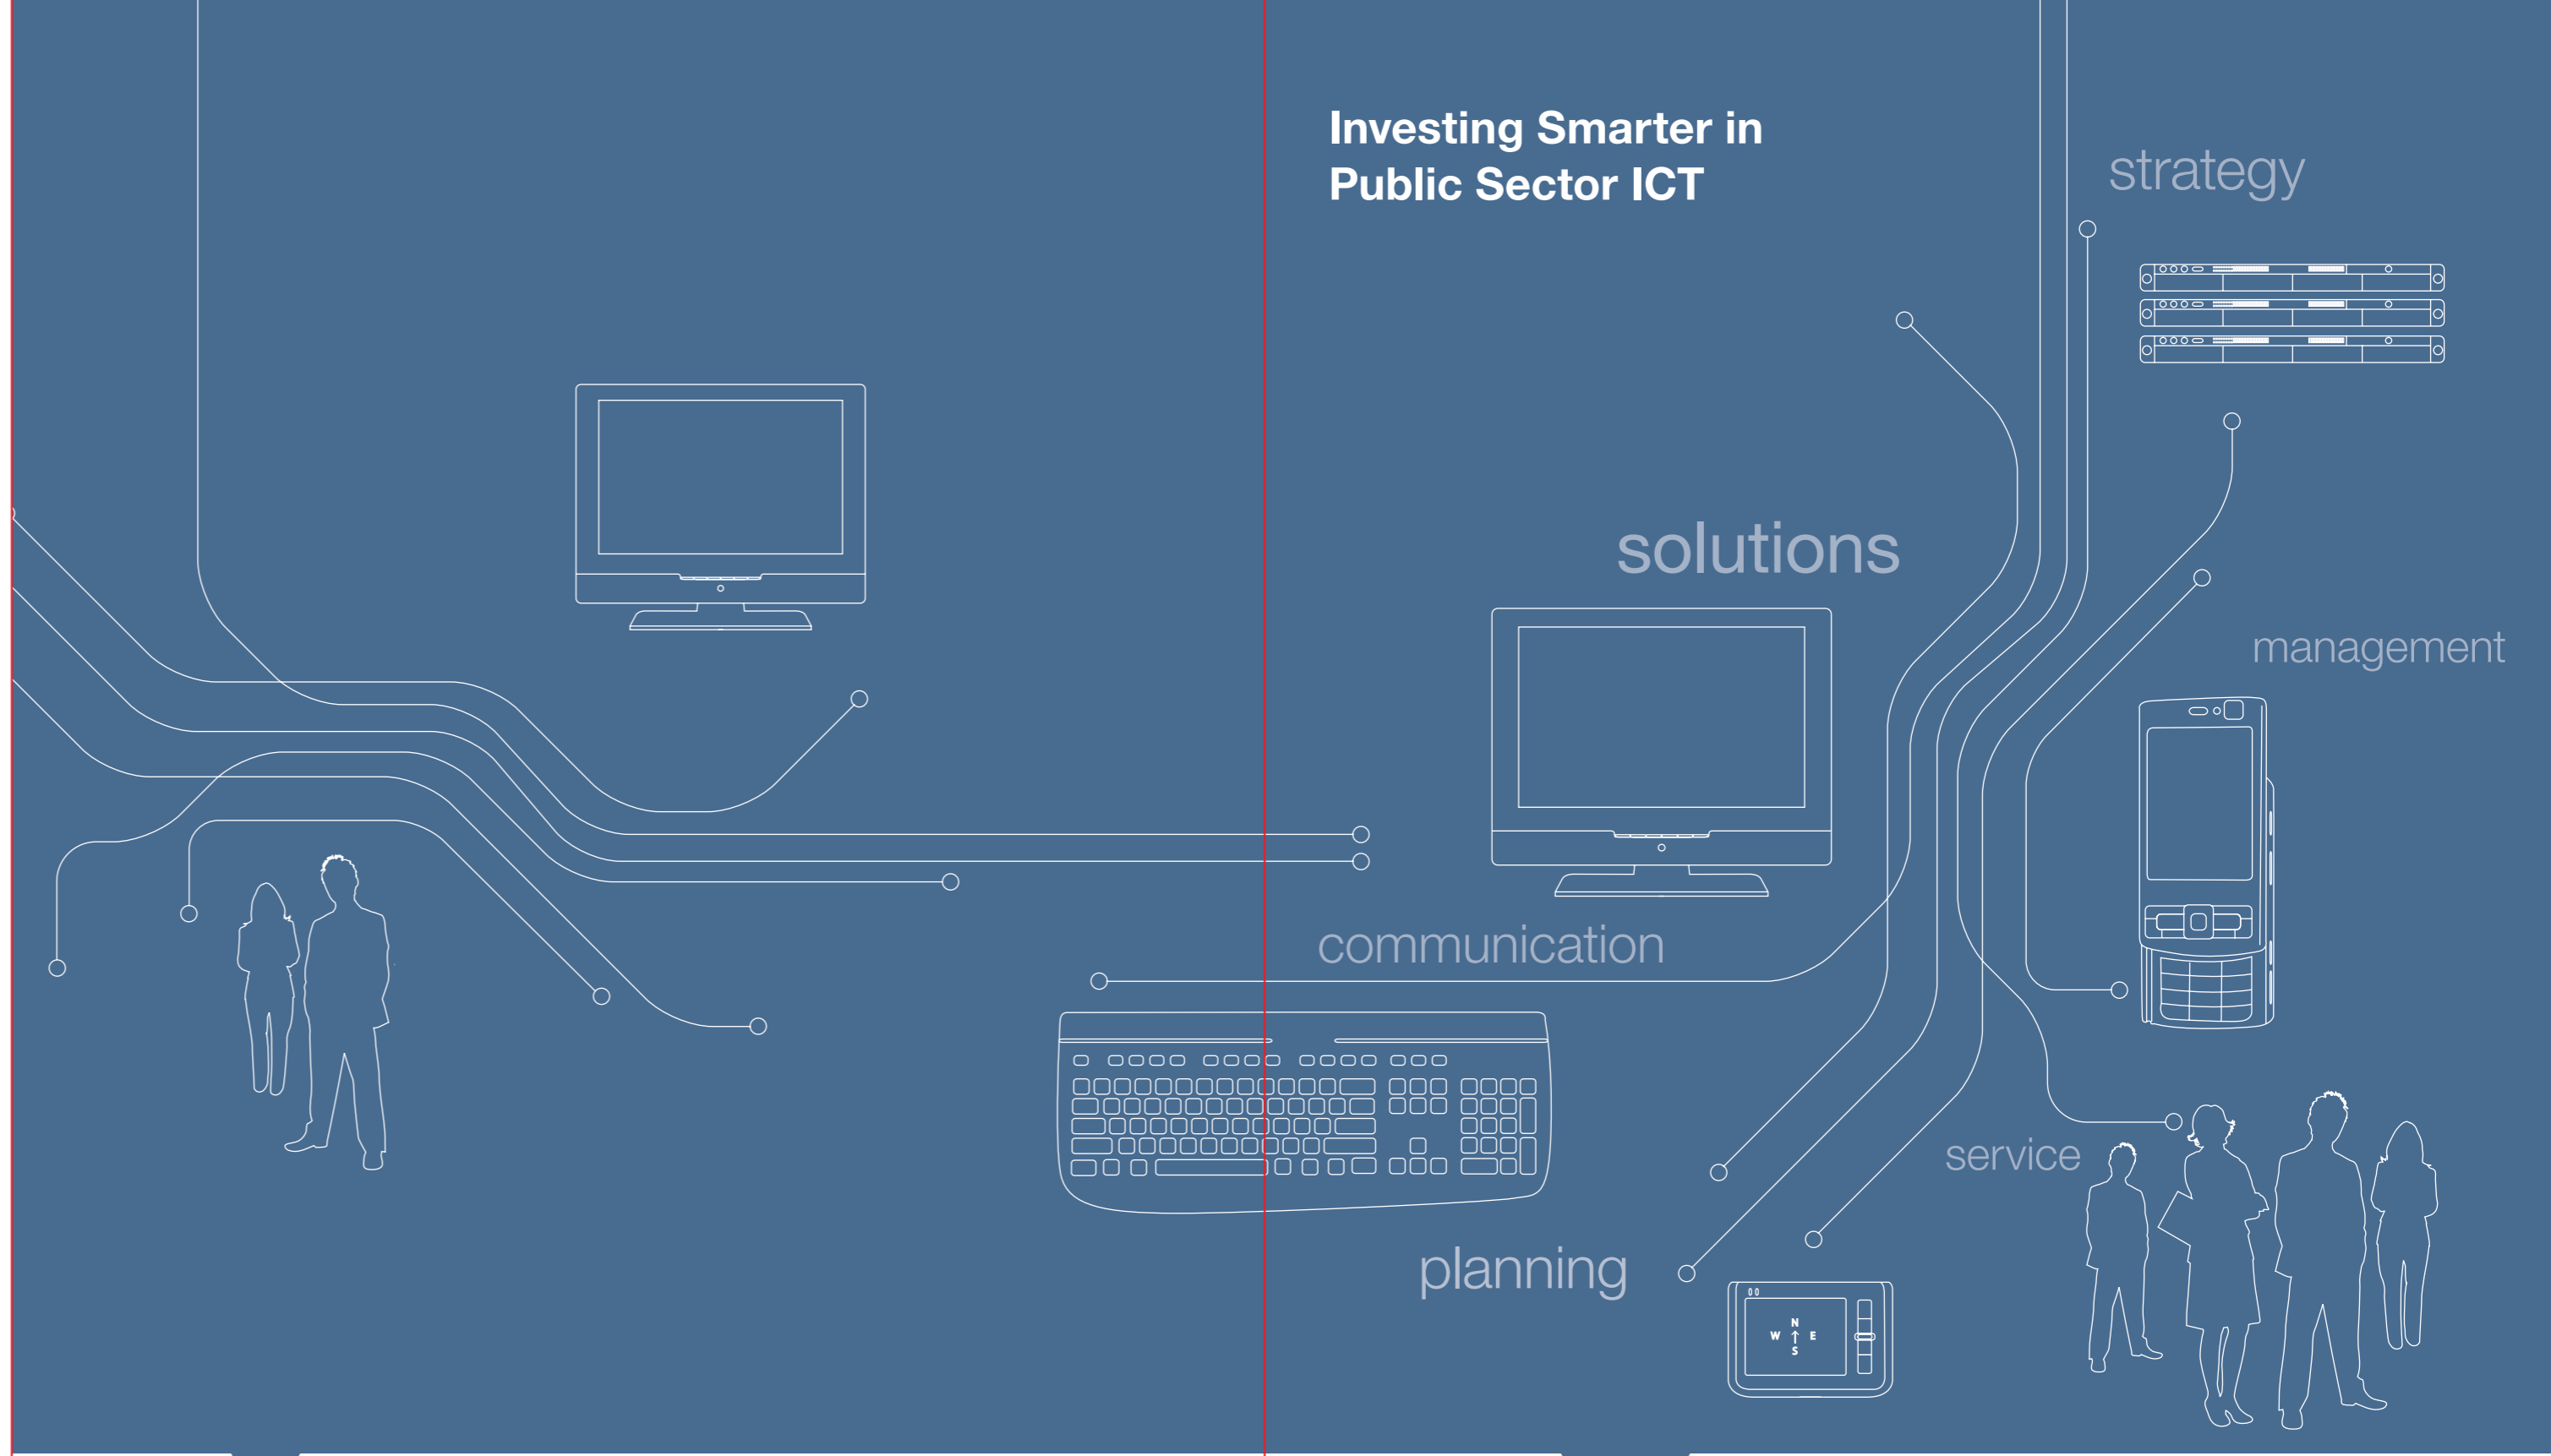 Investing Smarter in
Public Sector ICT
strategy
solutions
management
communication
service
planning
N
W E
S